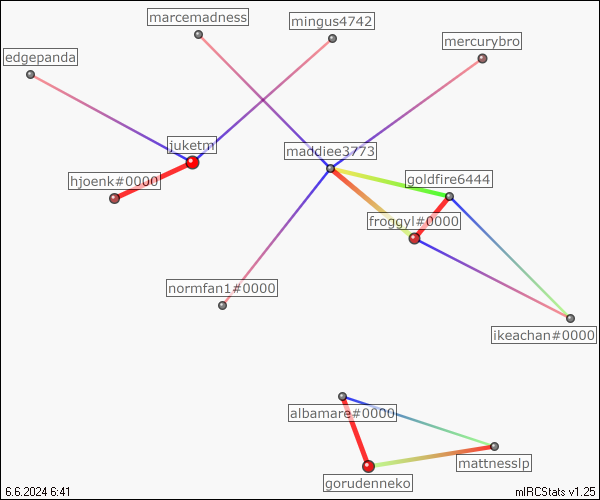 marcemadness
mingus4742
mercurybro
edgepanda
juketm
maddiee3773
hjoenk#0000
goldfire6444
froggyl#0000
normfan1#0000
ikeachan#0000
albamare#0000
mattnesslp
gorudenneko
6.6.2024 6:41
mIRCStats v1.25